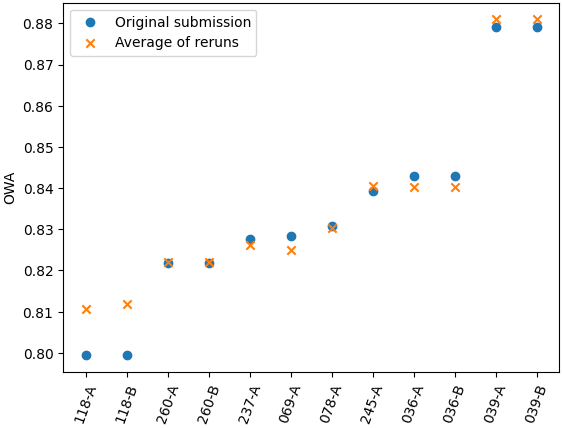 Original submission
Average of reruns
0.88
0.87
0.86
0.85
0.84
0.83
0.82
0.81
0.80
OWA
118-A
118-B
260-A
260-B
237-A
069-A
078-A
245-A
036-A
036-B
039-A
039-B